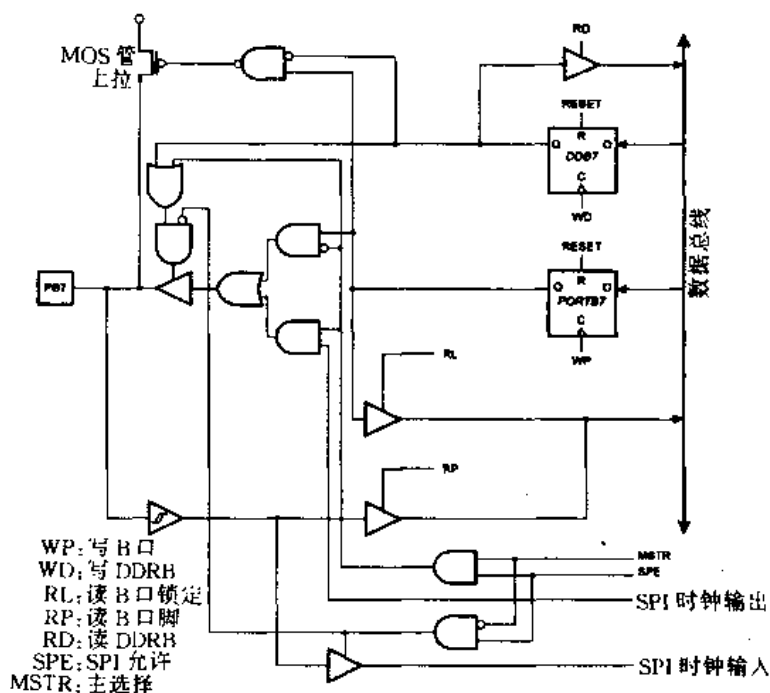 MOS 管
上拉
RD
RESET
R
Q
DDB7
D
C
WD
RESET
R
Q
PORTB7
D
C
WP
数据总线
PB7
RL
RP
MSTR
SPE
SPI 时钟输出
SPI 时钟输入
WP:写 B 口
WD:写 DDRB
RL:读 B 口锁定
RP:读 B 口脚
RD:读 DDRB
SPE:SPI 允许
MSTR:主选择